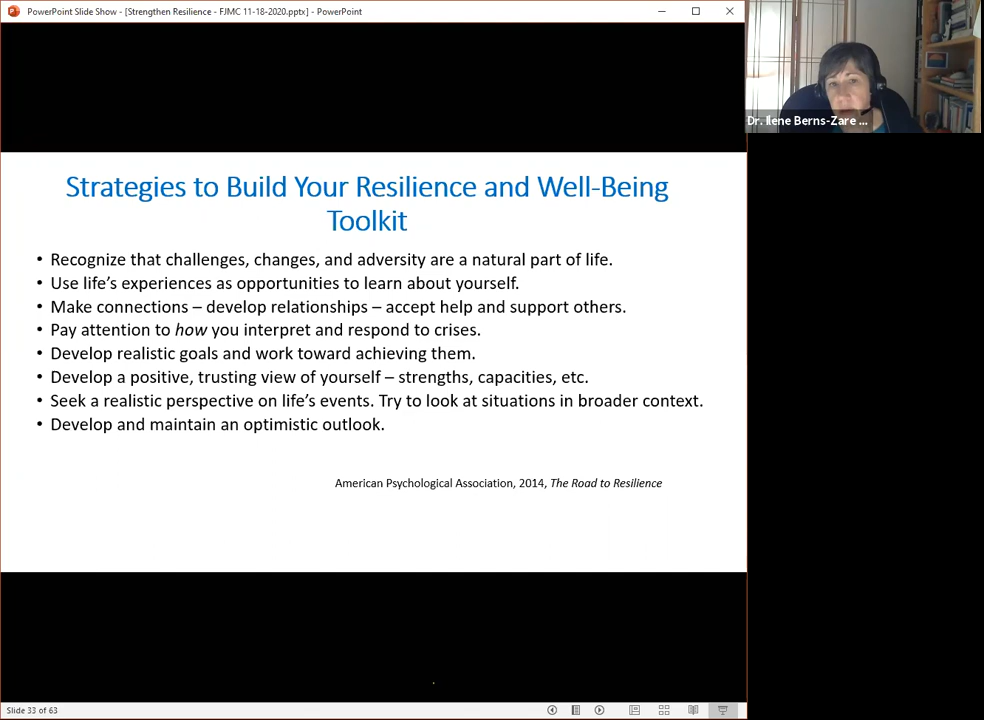 PowerPoint Slide Show - [Strengthen Resilience - FJMC 11-18-2020.pptx] - PowerPoint
Dr. Ilene Berns-Zare ...
Strategies to Build Your Resilience and Well-Being
Toolkit
• Recognize that challenges, changes, and adversity are a natural part of life.
• Use life’s experiences as opportunities to learn about yourself.
• Make connections – develop relationships – accept help and support others.
• Pay attention to how you interpret and respond to crises.
• Develop realistic goals and work toward achieving them.
• Develop a positive, trusting view of yourself – strengths, capacities, etc.
• Seek a realistic perspective on life’s events. Try to look at situations in broader context.
• Develop and maintain an optimistic outlook.
American Psychological Association, 2014, The Road to Resilience
Slide 33 of 63